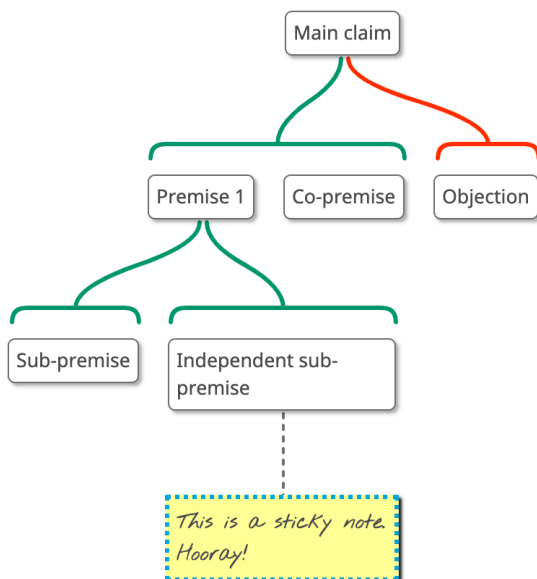 Main claim
Premise 1
Co-premise
Objection
Sub-premise
Independent sub-
premise
This is a sticky note.
Hooray!